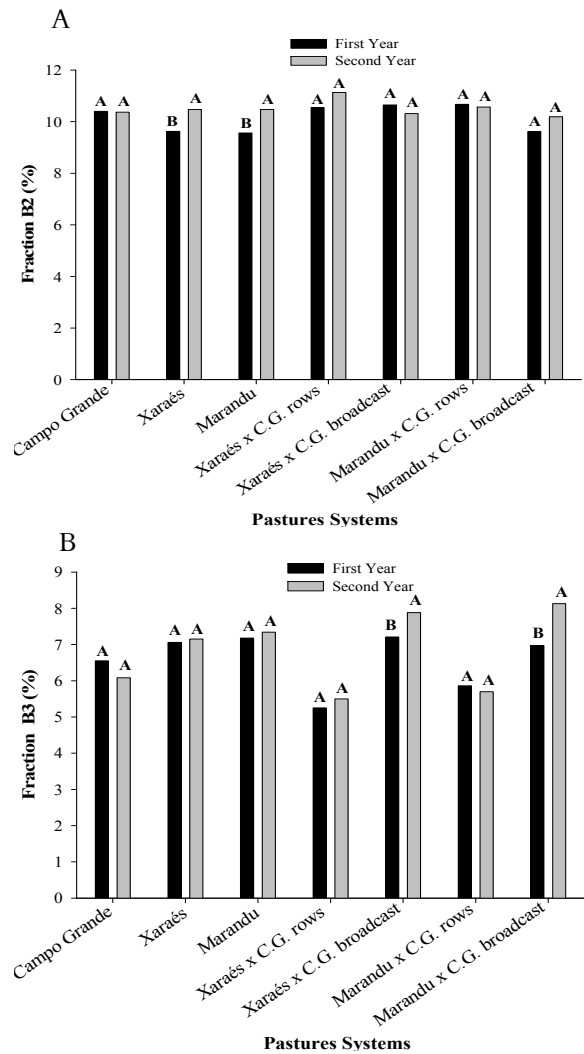 A
First Year
Second Year
12
10
8
6
4
2
0
Fraction B2 (%)
A A B A B A A A A A A A A A
Campo Grande
Xaraés
Marandu
Xaraés x C.G. rows
Xaraés x C.G. broadcast
Marandu x C.G. rows
Marandu x C.G. broadcast
Pastures Systems
B
First Year
Second Year
9
8
7
6
5
4
3
2
1
0
Fraction B3 (%)
A A A A A A A A B A A A B A
Campo Grande
Xaraés
Marandu
Xaraés x C.G. rows
Xaraés x C.G. broadcast
Marandu x C.G. rows
Marandu x C.G. broadcast
Pastures Systems